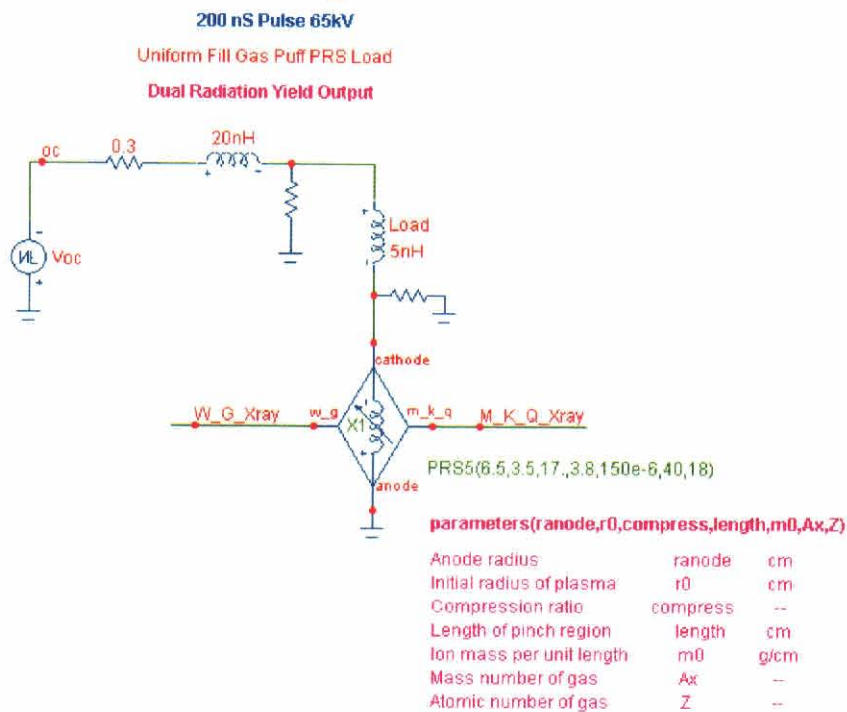 200 nS Pulse 65kV
Uniform Fill Gas Puff PRS Load
Dual Radiation Yield Output
oc
0.3
20nH
Load
5nH
NL
Voc
cathode
W_G_Xray
w_g
X1
m_k_q
M_K_Q_Xray
PRS5(6.5,3.5,17.,3.8,150e-6,40,18)
anode
parameters(ranode,r0,compress,length,m0,Ax,Z)
Anode radius ranode cm
Initial radius of plasma r0 cm
Compression ratio compress --
Length of pinch region length cm
Ion mass per unit length m0 g/cm
Mass number of gas Ax --
Atomic number of gas Z --